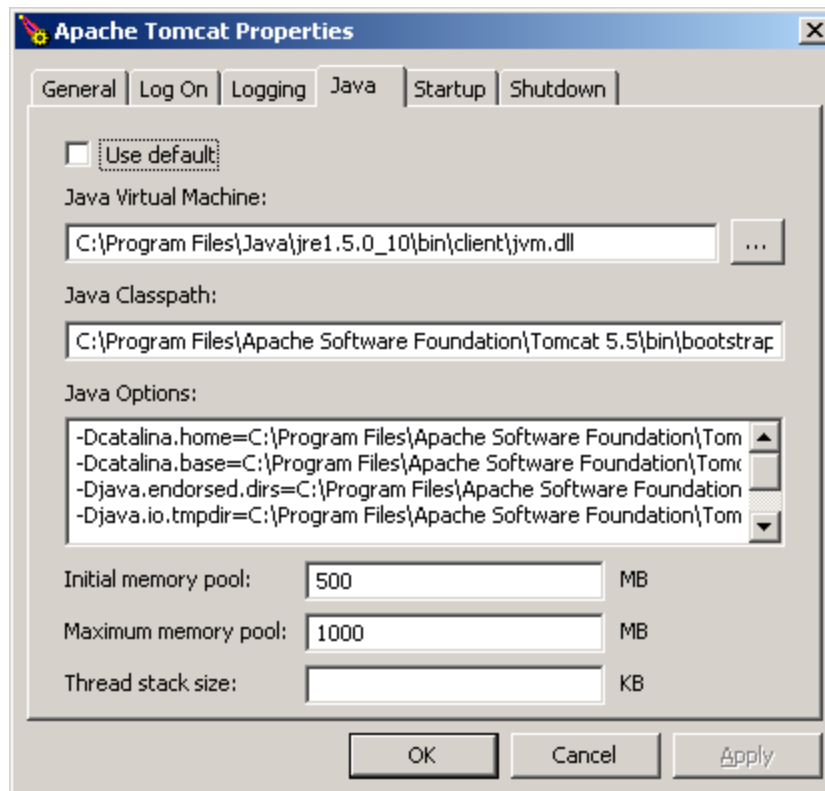 Apache Tomcat Properties
General Log On Logging Java Startup Shutdown
Use default
Java Virtual Machine:
C:\Program Files\Java\jre1.5.0_10\bin\client\jvm.dll ...
Java Classpath:
C:\Program Files\Apache Software Foundation\Tomcat 5.5\bin\bootstrap
Java Options:
-Dcatalina.home=C:\Program Files\Apache Software Foundation\Tom
-Dcatalina.base=C:\Program Files\Apache Software Foundation\Tomc
-Djava.endorsed.dirs=C:\Program Files\Apache Software Foundation
-Djava.io.tmpdir=C:\Program Files\Apache Software Foundation\Tom
Initial memory pool: 500 MB
Maximum memory pool: 1000 MB
Thread stack size: KB
OK Cancel Apply